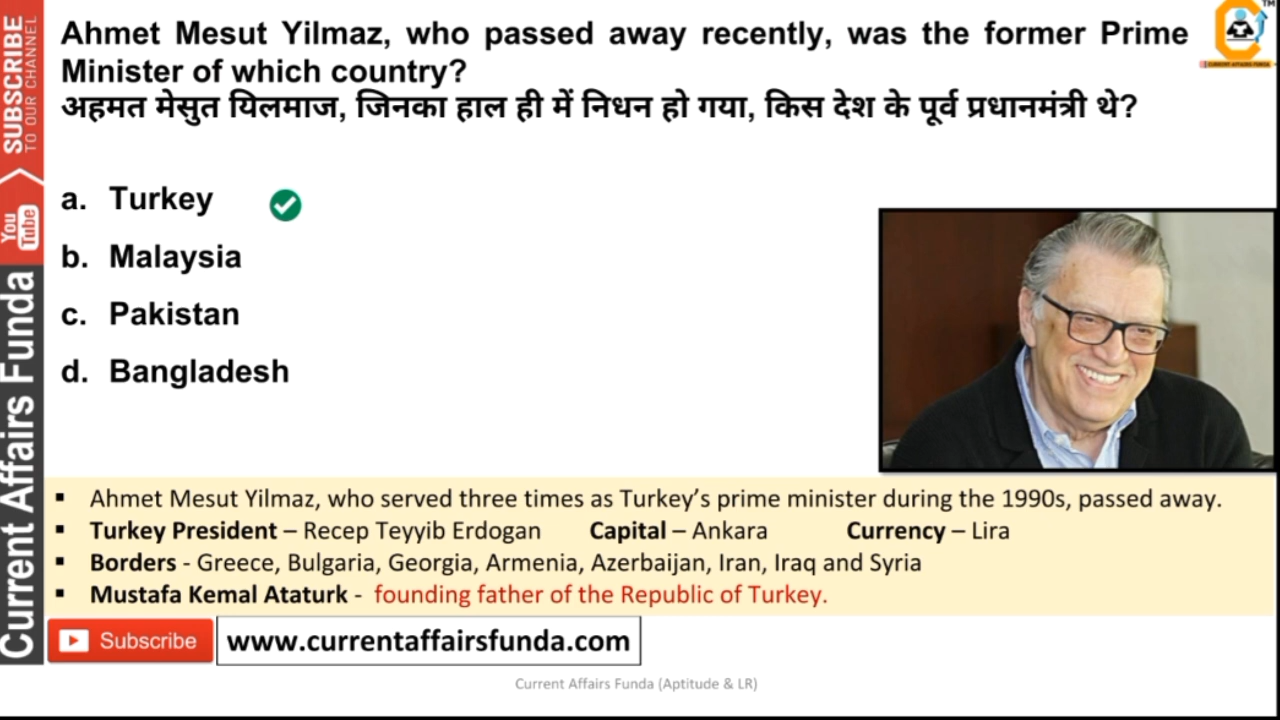 Ahmet Mesut Yilmaz, who passed away recently, was the former Prime
Minister of which country?
अहमत मेसुत यिलमाज, जिनका हाल ही में निधन हो गया, किस देश के पूर्व प्रधानमंत्री थे?
a. Turkey
b. Malaysia
c. Pakistan
d. Bangladesh
▪ Ahmet Mesut Yilmaz, who served three times as Turkey’s prime minister during the 1990s, passed away.
▪ Turkey President – Recep Teyyib Erdogan Capital – Ankara Currency – Lira
▪ Borders - Greece, Bulgaria, Georgia, Armenia, Azerbaijan, Iran, Iraq and Syria
▪ Mustafa Kemal Ataturk - founding father of the Republic of Turkey.
Subscribe www.currentaffairsfunda.com
Current Affairs Funda (Aptitude & LR)
SUBSCRIBE
TO OUR CHANNEL
You Tube
Current Affairs Funda
TM
CURRENT AFFAIRS FUNDA